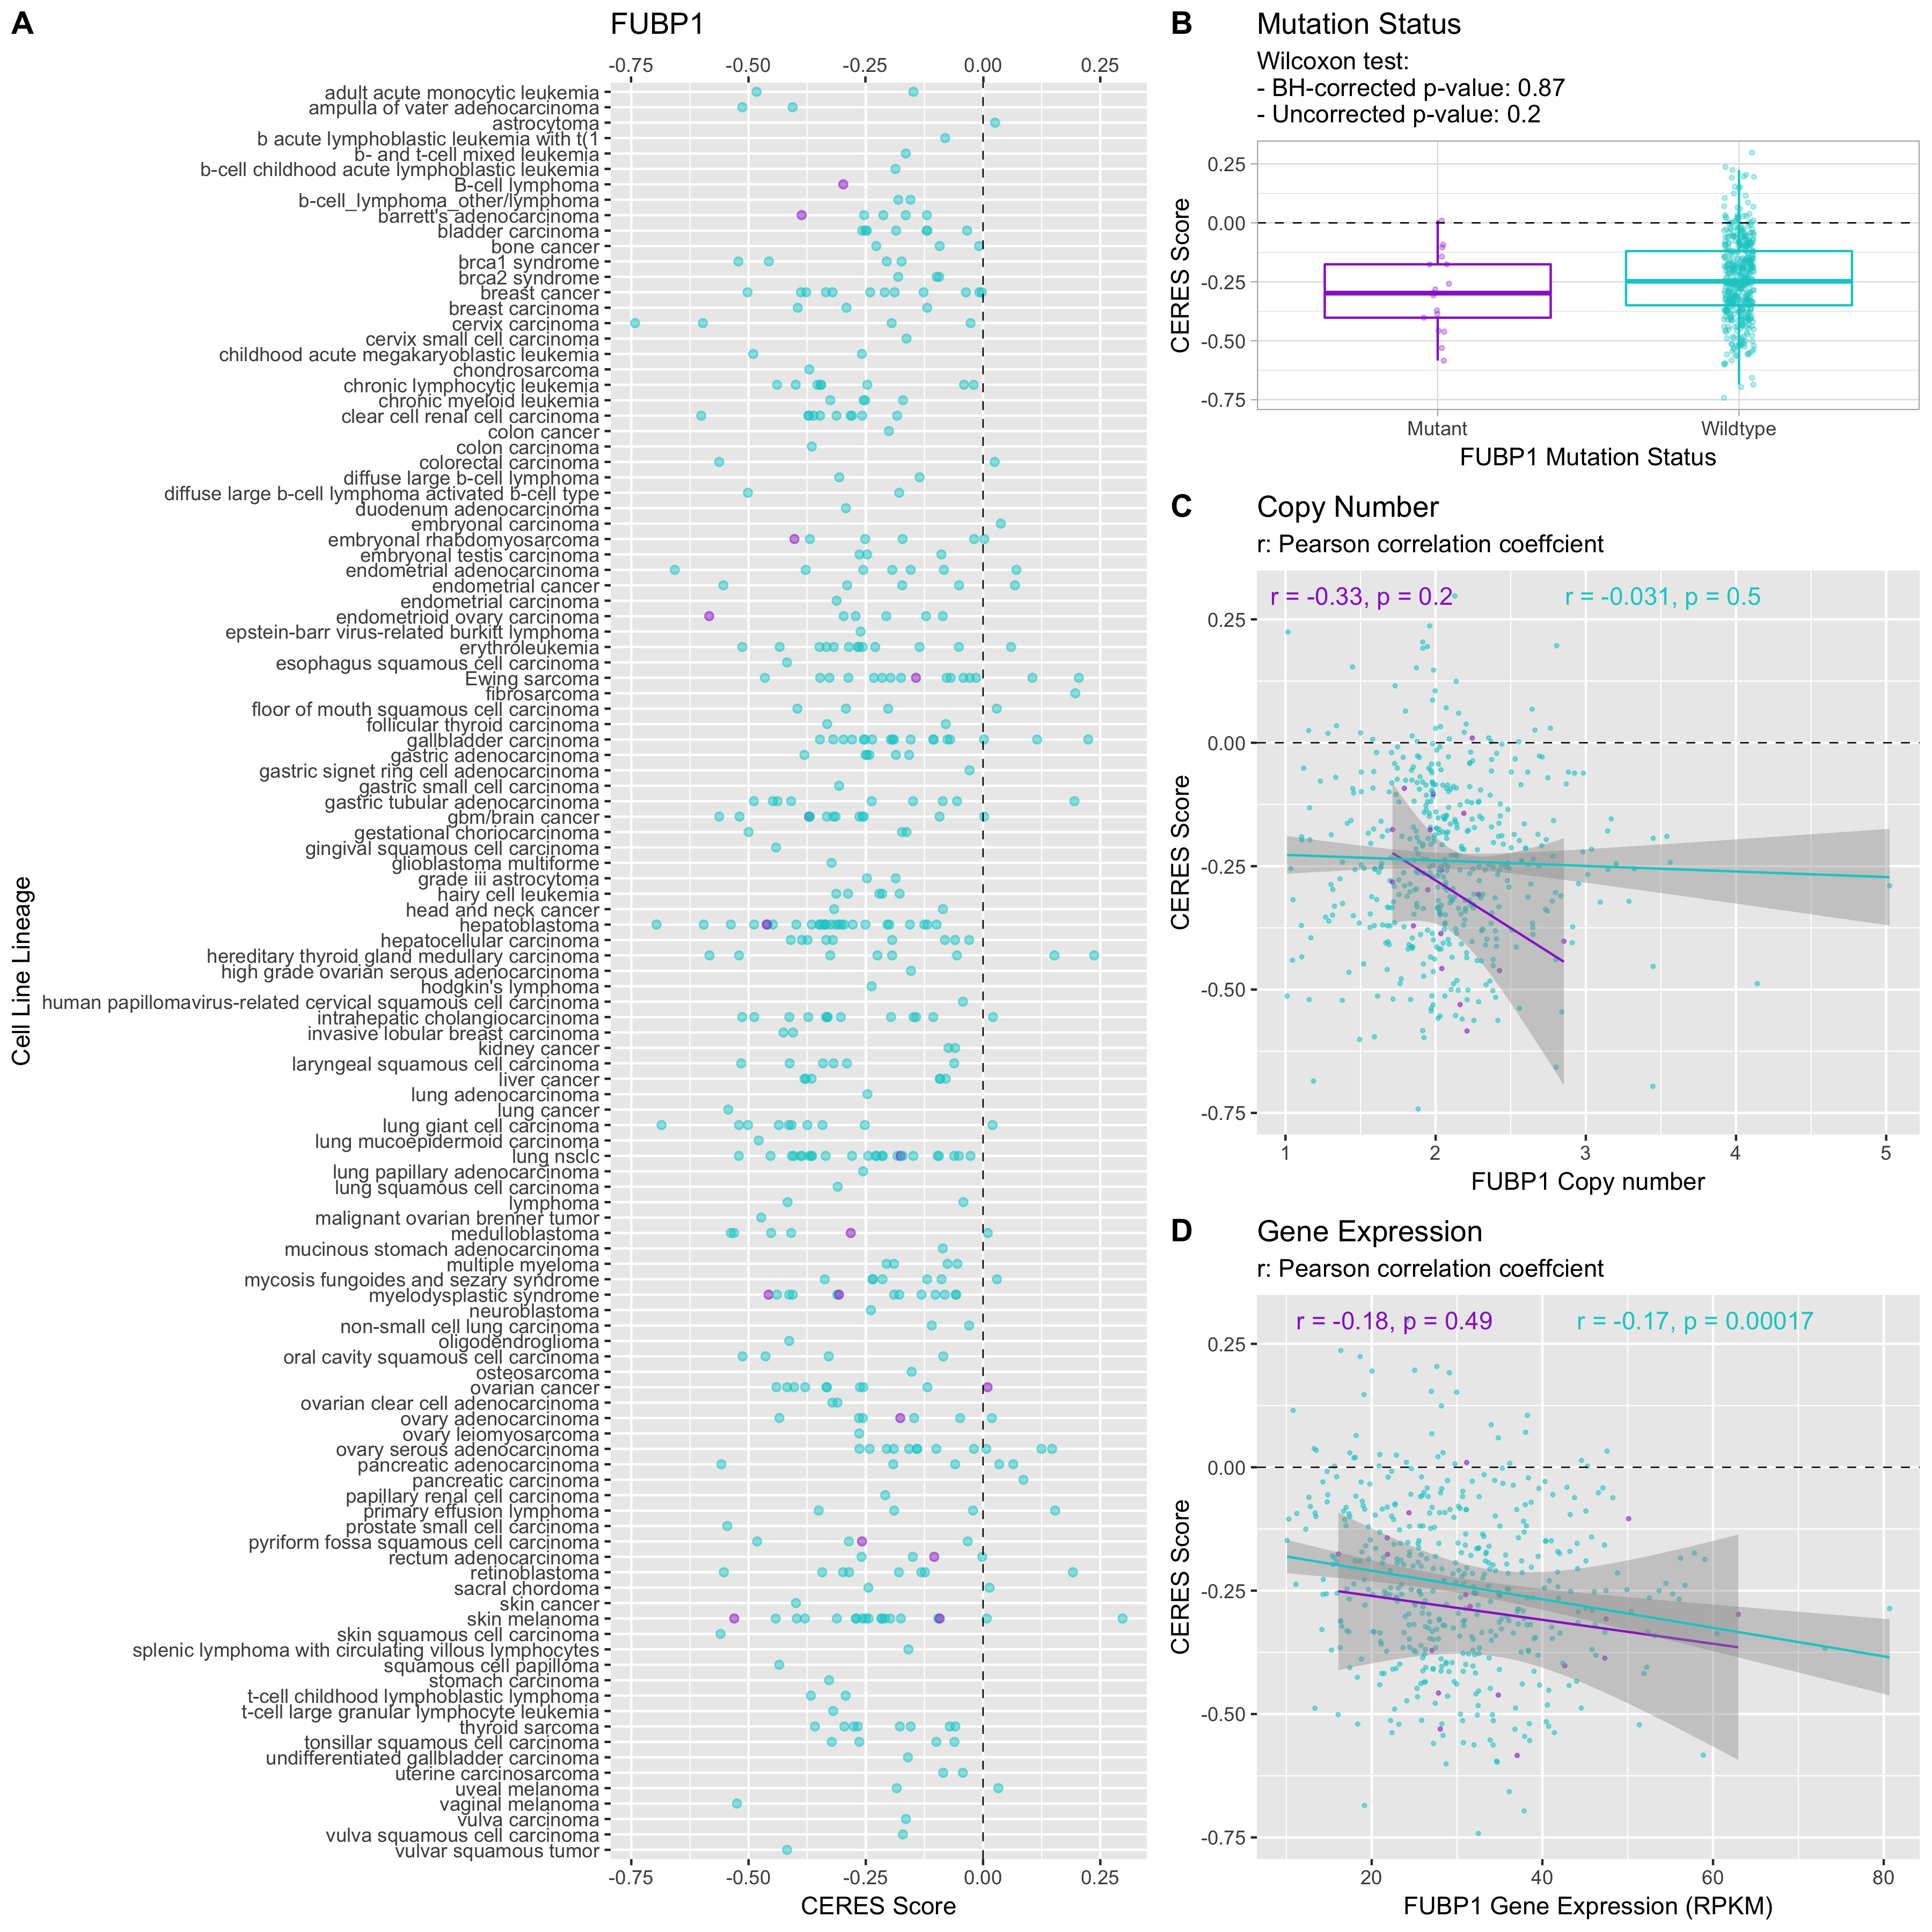 A
FUBP1
-0.75 -0.50 -0.25 0.00 0.25
adult acute monocytic leukemia
ampulla of vater adenocarcinoma
astrocytoma
b acute lymphoblastic leukemia with t(1
b- and t-cell mixed leukemia
b-cell childhood acute lymphoblastic leukemia
B-cell lymphoma
b-cell_lymphoma_other/lymphoma
barrett's adenocarcinoma
bladder carcinoma
bone cancer
brca1 syndrome
brca2 syndrome
breast cancer
breast carcinoma
cervix carcinoma
cervix small cell carcinoma
childhood acute megakaryoblastic leukemia
chondrosarcoma
chronic lymphocytic leukemia
chronic myeloid leukemia
clear cell renal cell carcinoma
colon cancer
colon carcinoma
colorectal carcinoma
diffuse large b-cell lymphoma
diffuse large b-cell lymphoma activated b-cell type
duodenum adenocarcinoma
embryonal carcinoma
embryonal rhabdomyosarcoma
embryonal testis carcinoma
endometrial adenocarcinoma
endometrial cancer
endometrial carcinoma
endometrioid ovary carcinoma
epstein-barr virus-related burkitt lymphoma
erythroleukemia
esophagus squamous cell carcinoma
Ewing sarcoma
fibrosarcoma
floor of mouth squamous cell carcinoma
follicular thyroid carcinoma
gallbladder carcinoma
gastric adenocarcinoma
gastric signet ring cell adenocarcinoma
gastric small cell carcinoma
gastric tubular adenocarcinoma
gbm/brain cancer
gestational choriocarcinoma
gingival squamous cell carcinoma
glioblastoma multiforme
grade iii astrocytoma
hairy cell leukemia
head and neck cancer
hepatoblastoma
hepatocellular carcinoma
hereditary thyroid gland medullary carcinoma
high grade ovarian serous adenocarcinoma
hodgkin's lymphoma
human papillomavirus-related cervical squamous cell carcinoma
intrahepatic cholangiocarcinoma
invasive lobular breast carcinoma
kidney cancer
laryngeal squamous cell carcinoma
liver cancer
lung adenocarcinoma
lung cancer
lung giant cell carcinoma
lung mucoepidermoid carcinoma
lung nsclc
lung papillary adenocarcinoma
lung squamous cell carcinoma
lymphoma
malignant ovarian brenner tumor
medulloblastoma
mucinous stomach adenocarcinoma
multiple myeloma
mycosis fungoides and sezary syndrome
myelodysplastic syndrome
neuroblastoma
non-small cell lung carcinoma
oligodendroglioma
oral cavity squamous cell carcinoma
osteosarcoma
ovarian cancer
ovarian clear cell adenocarcinoma
ovary adenocarcinoma
ovary leiomyosarcoma
ovary serous adenocarcinoma
pancreatic adenocarcinoma
pancreatic carcinoma
papillary renal cell carcinoma
primary effusion lymphoma
prostate small cell carcinoma
pyriform fossa squamous cell carcinoma
rectum adenocarcinoma
retinoblastoma
sacral chordoma
skin cancer
skin melanoma
skin squamous cell carcinoma
splenic lymphoma with circulating villous lymphocytes
squamous cell papilloma
stomach carcinoma
t-cell childhood lymphoblastic lymphoma
t-cell large granular lymphocyte leukemia
thyroid sarcoma
tonsillar squamous cell carcinoma
undifferentiated gallbladder carcinoma
uterine carcinosarcoma
uveal melanoma
vaginal melanoma
vulva carcinoma
vulva squamous cell carcinoma
vulvar squamous tumor
-0.75 -0.50 -0.25 0.00 0.25
CERES Score
Cell Line Lineage
B
Mutation Status
Wilcoxon test:
- BH-corrected p-value: 0.87
- Uncorrected p-value: 0.2
0.25
0.00
-0.25
-0.50
-0.75
CERES Score
Mutant Wildtype
FUBP1 Mutation Status
C
Copy Number
r: Pearson correlation coeffcient
r = -0.33, p = 0.2 r = -0.031, p = 0.5
0.25
0.00
-0.25
-0.50
-0.75
CERES Score
1 2 3 4 5
FUBP1 Copy number
D
Gene Expression
r: Pearson correlation coeffcient
r = -0.18, p = 0.49 r = -0.17, p = 0.00017
0.25
0.00
-0.25
-0.50
-0.75
CERES Score
20 40 60 80
FUBP1 Gene Expression (RPKM)